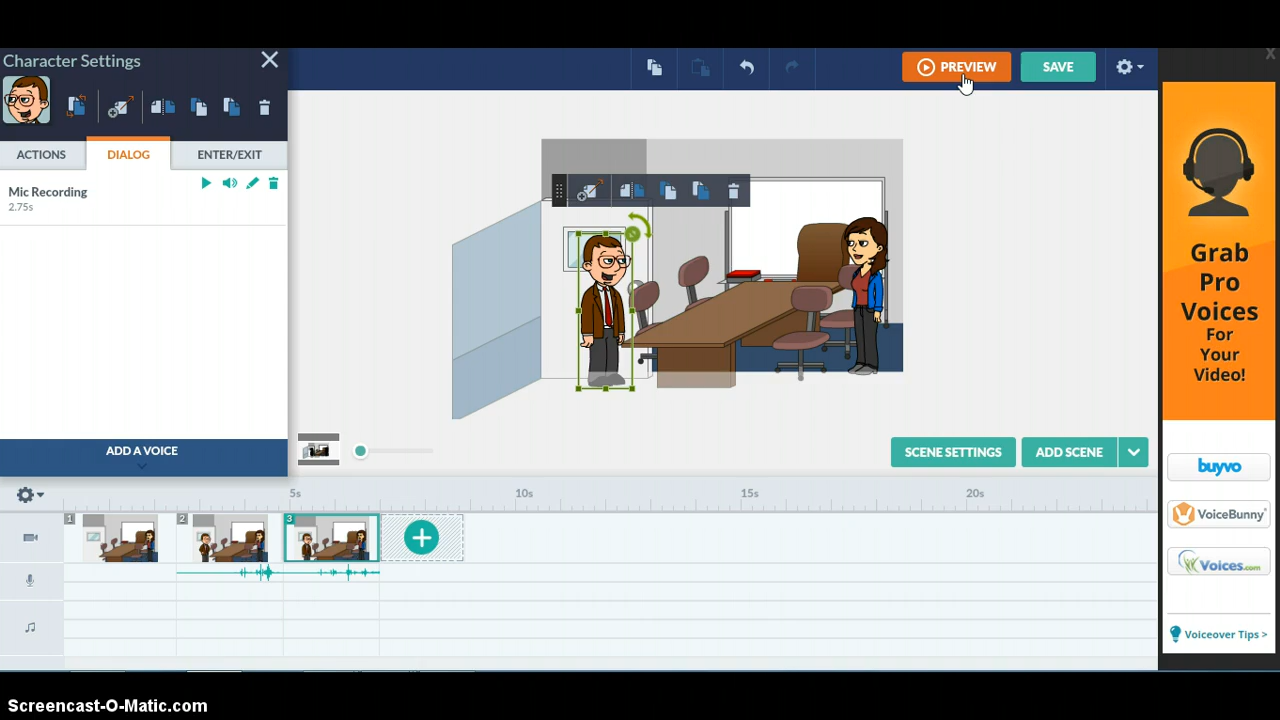 Character Settings
PREVIEW
SAVE
X
ACTIONS
DIALOG
ENTER/EXIT
Mic Recording
2.75s
ADD A VOICE
SCENE SETTINGS
ADD SCENE
5s
10s
15s
20s
1
2
3
Grab
Pro
Voices
For
Your
Video!
buyvo
VoiceBunny
Voices.com
Voiceover Tips >
Screencast-O-Matic.com